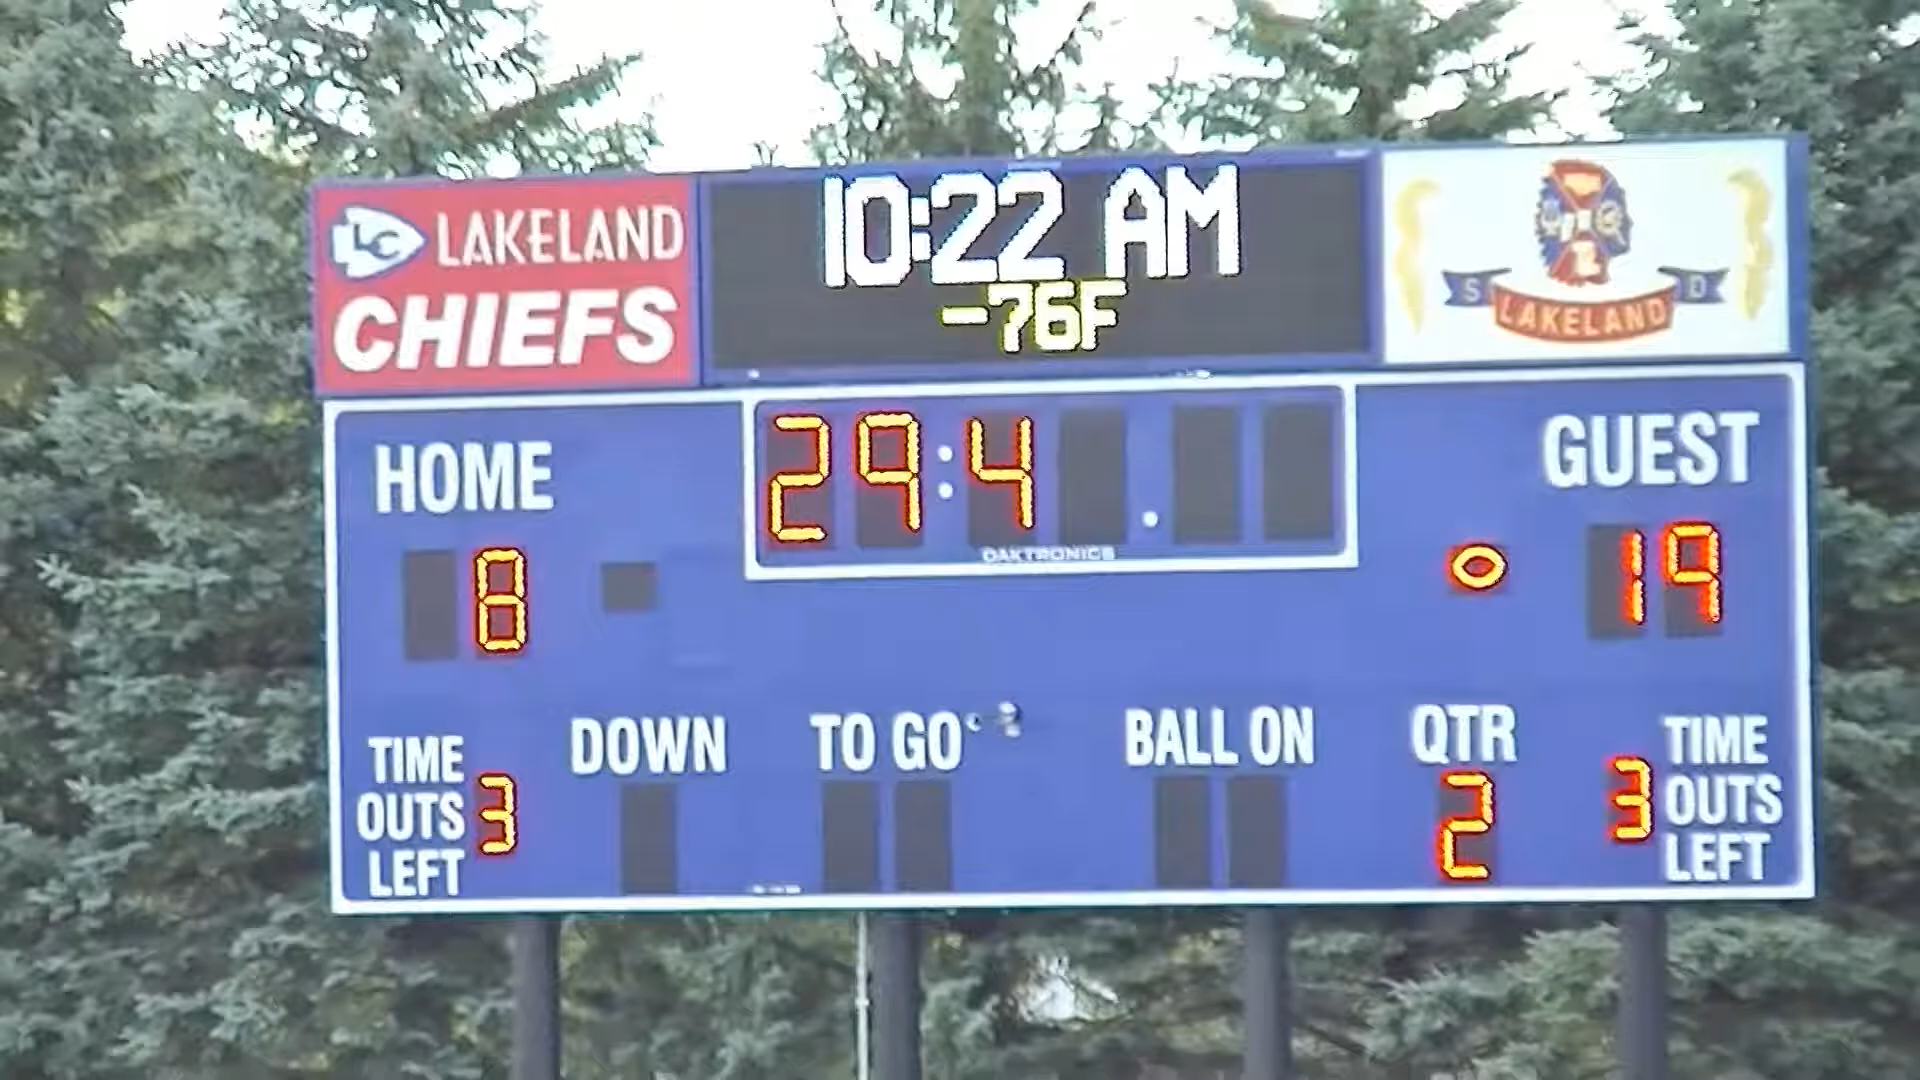 LC LAKELAND
CHIEFS
10:22 AM
-76F
S LAKELAND D
HOME
29:4 .
GUEST
8
19
DAKTRONICS
TIME
OUTS 3
LEFT
DOWN
TO GO
BALL ON
QTR
2
3 TIME
OUTS
LEFT